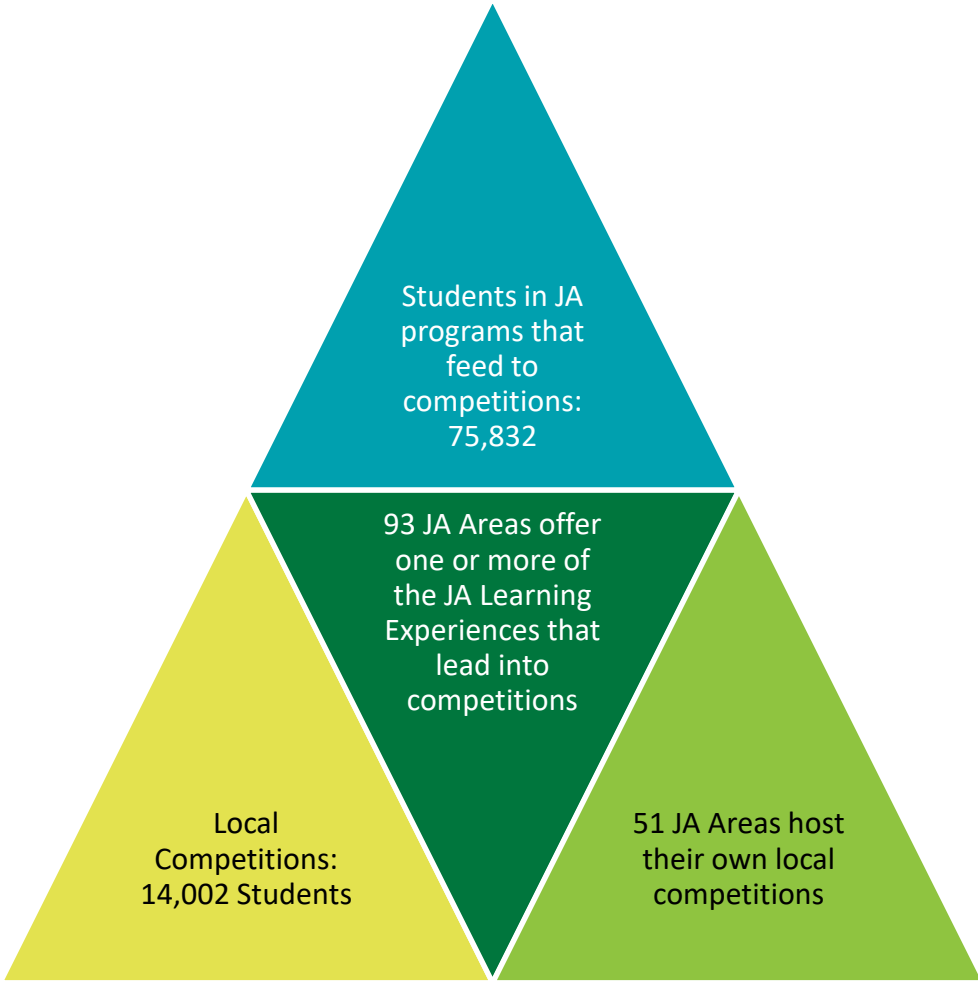 Students in JA
programs that
feed to
competitions:
75,832
93 JA Areas offer
one or more of
the JA Learning
Experiences that
lead into
competitions
Local
Competitions:
14,002 Students
51 JA Areas host
their own local
competitions